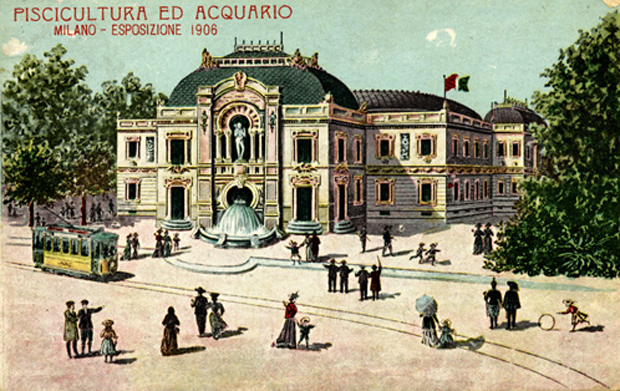 PISCICULTURA ED ACQUARIO
MILANO - ESPOSIZIONE 1906